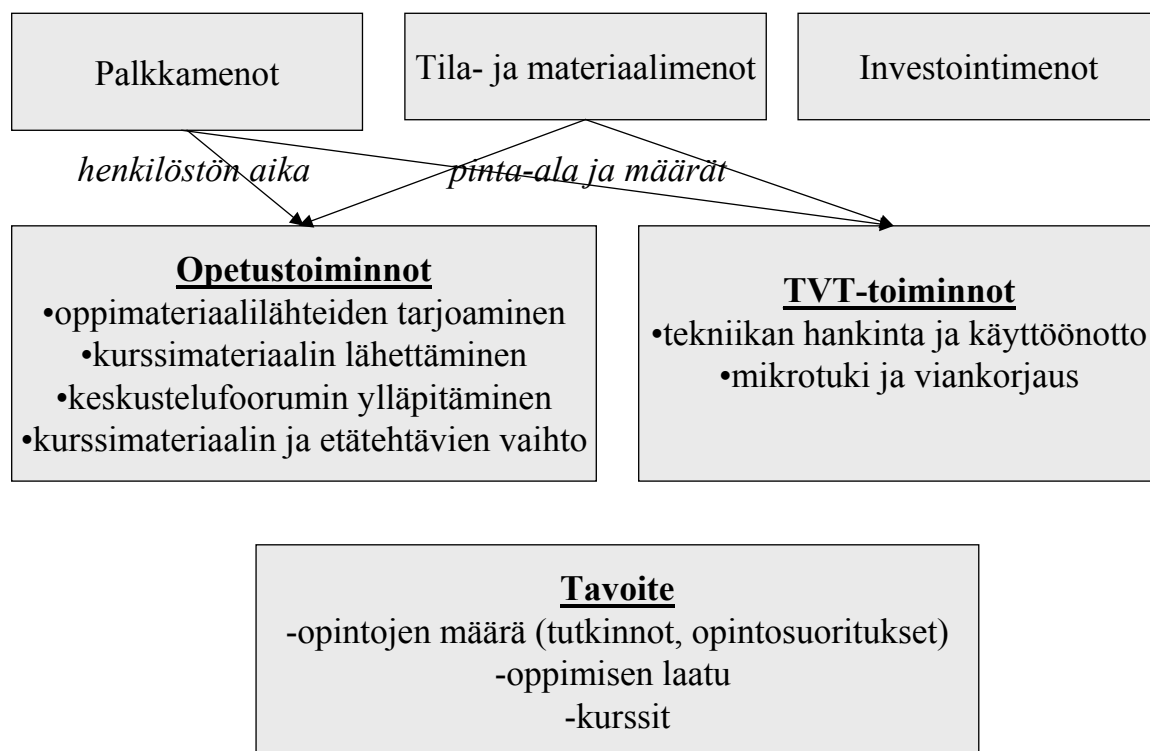 Palkkamenot
Tila- ja materiaalimenot
Investointimenot
henkilöstön aika
pinta-ala ja määrät
Opetustoiminnot
•oppimateriaalilähteiden tarjoaminen
•kurssimateriaalin lähettäminen
•keskustelufoorumin ylläpitäminen
•kurssimateriaalin ja etätehtävien vaihto
TVT-toiminnot
•tekniikan hankinta ja käyttöönotto
•mikrotuki ja viankorjaus
Tavoite
-opintojen määrä (tutkinnot, opintosuoritukset)
-oppimisen laatu
-kurssit